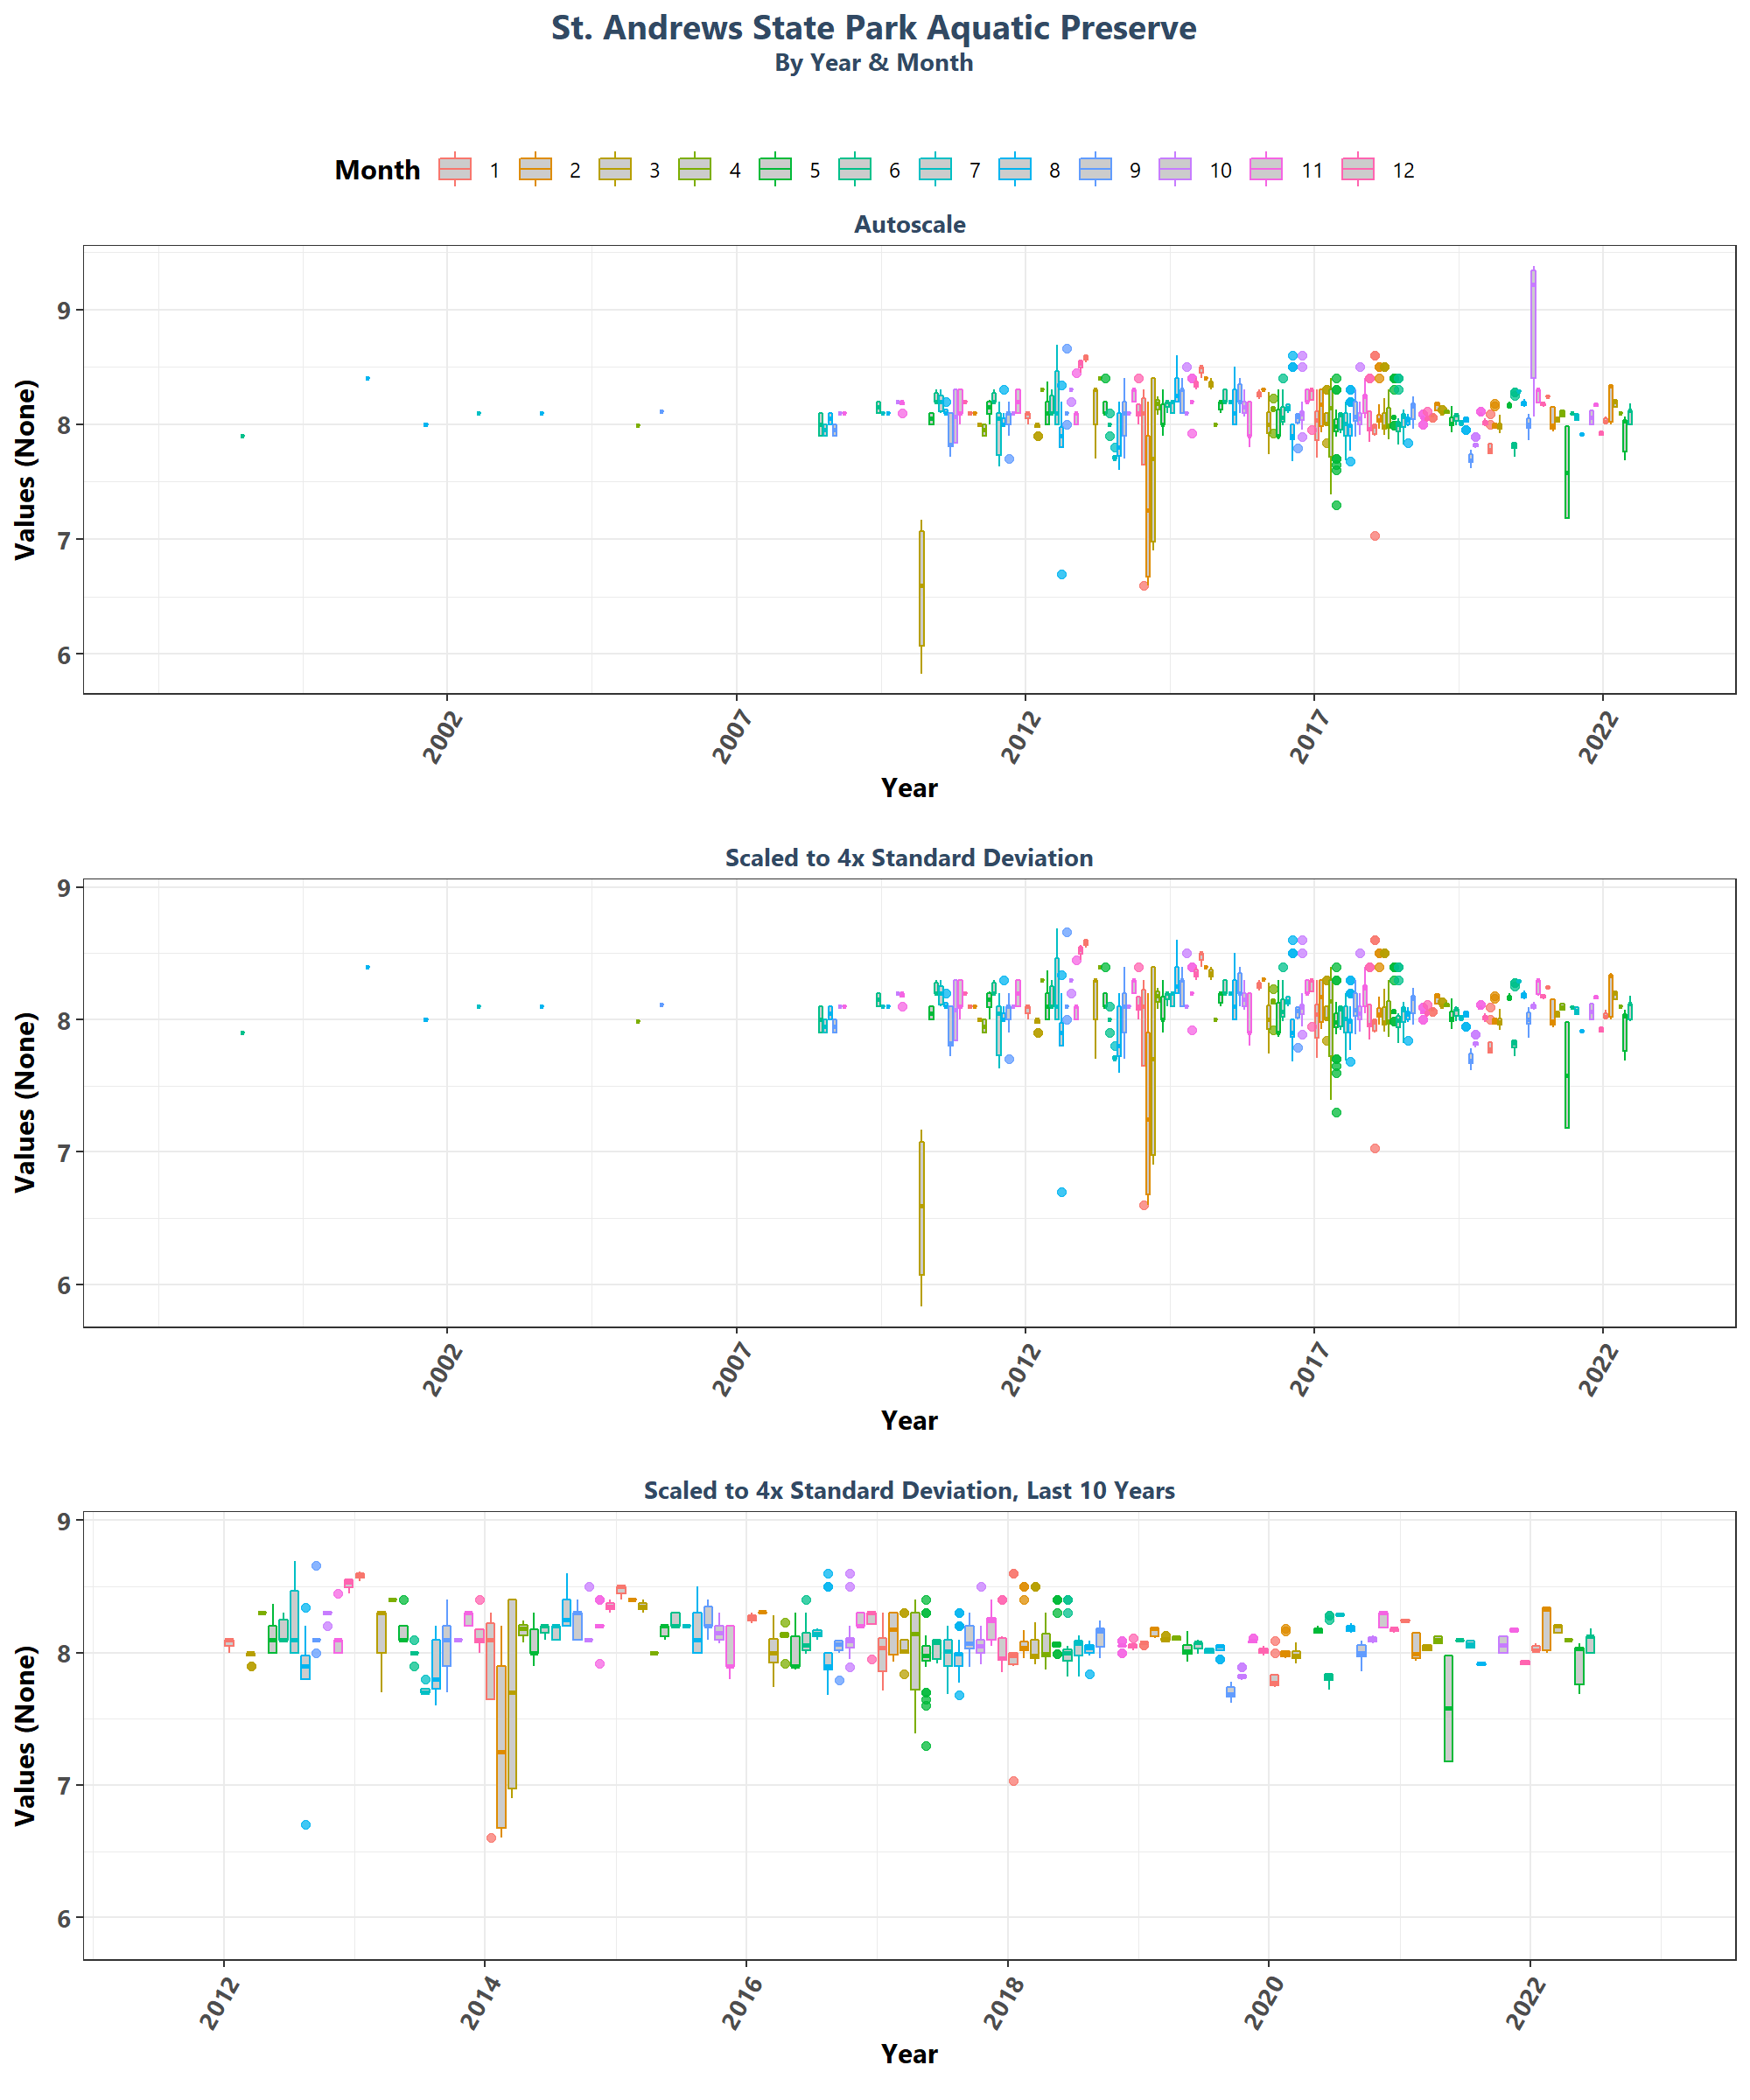 St. Andrews State Park Aquatic Preserve
By Year & Month
Month 1 2 3 4 5 6 7 8 9 10 11 12
Autoscale
Values (None)
9
8
7
6
2002 2007 2012 2017 2022
Year
Scaled to 4x Standard Deviation
Values (None)
9
8
7
6
2002 2007 2012 2017 2022
Year
Scaled to 4x Standard Deviation, Last 10 Years
Values (None)
9
8
7
6
2012 2014 2016 2018 2020 2022
Year